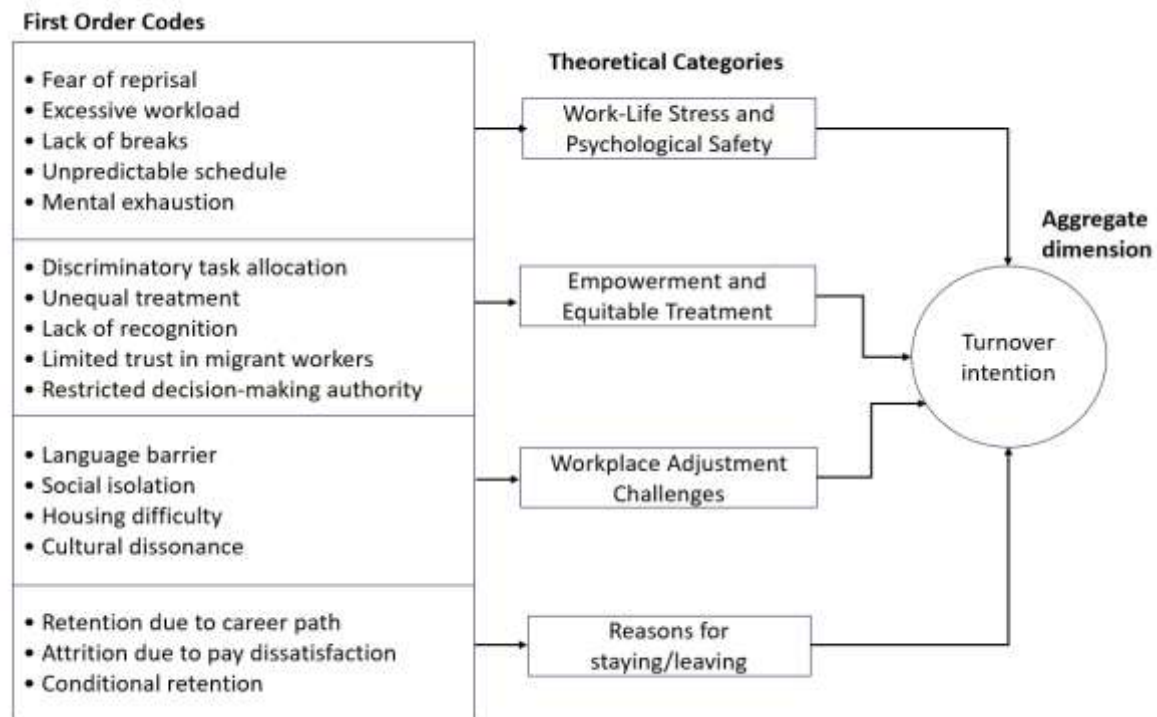 First Order Codes
• Fear of reprisal
• Excessive workload
• Lack of breaks
• Unpredictable schedule
• Mental exhaustion
• Discriminatory task allocation
• Unequal treatment
• Lack of recognition
• Limited trust in migrant workers
• Restricted decision-making authority
• Language barrier
• Social isolation
• Housing difficulty
• Cultural dissonance
• Retention due to career path
• Attrition due to pay dissatisfaction
• Conditional retention
Theoretical Categories
Work-Life Stress and
Psychological Safety
Empowerment and
Equitable Treatment
Workplace Adjustment
Challenges
Reasons for
staying/leaving
Aggregate
dimension
Turnover
intention